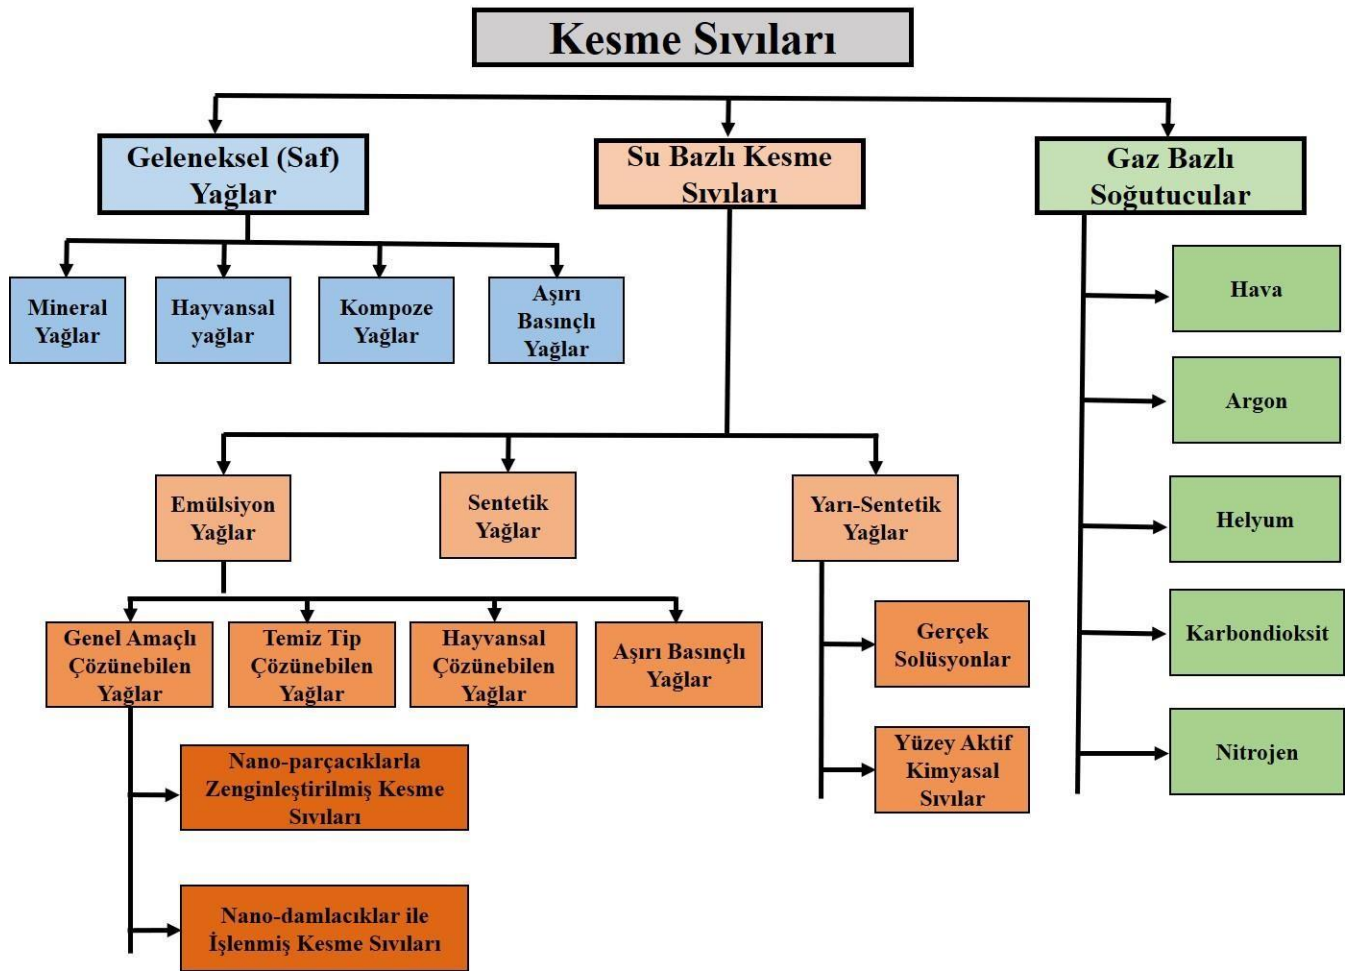 Kesme Sıvıları
Geleneksel (Saf)
Yağlar
Su Bazlı Kesme
Sıvıları
Gaz Bazlı
Soğutucular
Mineral
Yağlar
Hayvansal
yağlar
Kompoze
Yağlar
Aşırı
Basınçlı
Yağlar
Hava
Argon
Helyum
Karbondioksit
Nitrojen
Emülsiyon
Yağlar
Sentetik
Yağlar
Yarı-Sentetik
Yağlar
Genel Amaçlı
Çözünebilen
Yağlar
Temiz Tip
Çözünebilen
Yağlar
Hayvansal
Çözünebilen
Yağlar
Aşırı Basınçlı
Yağlar
Gerçek
Solüsyonlar
Yüzey Aktif
Kimyasal
Sıvılar
Nano-parçacıklarla
Zenginleştirilmiş Kesme
Sıvıları
Nano-damlacıklar ile
İşlenmiş Kesme Sıvıları